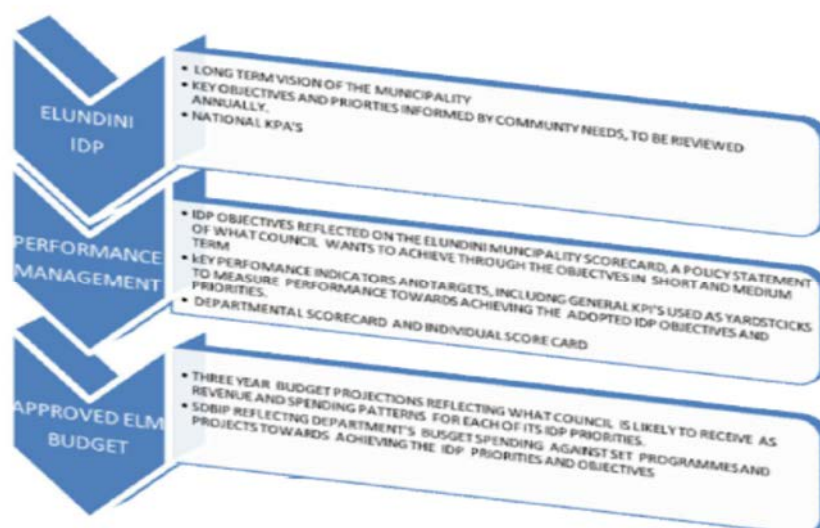 ELUNDINI
IDP
• LONG TERM VISION OF THE MUNICIPALITY
• KEY OBJECTIVES AND PRIORTIES INFORMED BY COMMUNTY NEEDS, TO BE RIEVIEWED
ANNUALLY.
• NATIONAL KPA'S
PERFORMANCE
MANAGEMENT
• IDP OBJECTIVES REFLECTED ON THE ELUNDINI MUNCIPALITY SCORECARD, A POLICY STATEMENT
OF WHAT COUNCIL WANTS TO ACHIEVE THROUGH THE OBJECTIVES IN SHORT AND MEDIUM
TERM
• kEY PERFOMANCE INDICATORS AND TARGETS, INCLUDNG GENERAL KPI'S USED AS YARDSTCICKS
TO MEASURE PERFORMANCE TOWARDS ACHIEVING THE ADOPTED IDP OBJECTIVES AND
PRIORITIES.
• DEPARTMENTAL SCORECARD AND INDIVIDUAL SCORE CARD
APPROVED ELM
BUDGET
• THREE YEAR BUDGET PROJECTIONS REFLECTING WHAT COUNCIL IS LIKELY TO RECEIVE AS
REVENUE AND SPENDING PATTERNS FOR EACH OF ITS IDP PRIORITIES.
• SDBIP REFLECTNG DEPARTMENT'S BUSGET SPENDING AGAINST SET PROGRAMMES AND
PROJECTS TOWARDS ACHIEVING THE IDP PRIORITIES AND OBJECTIVES